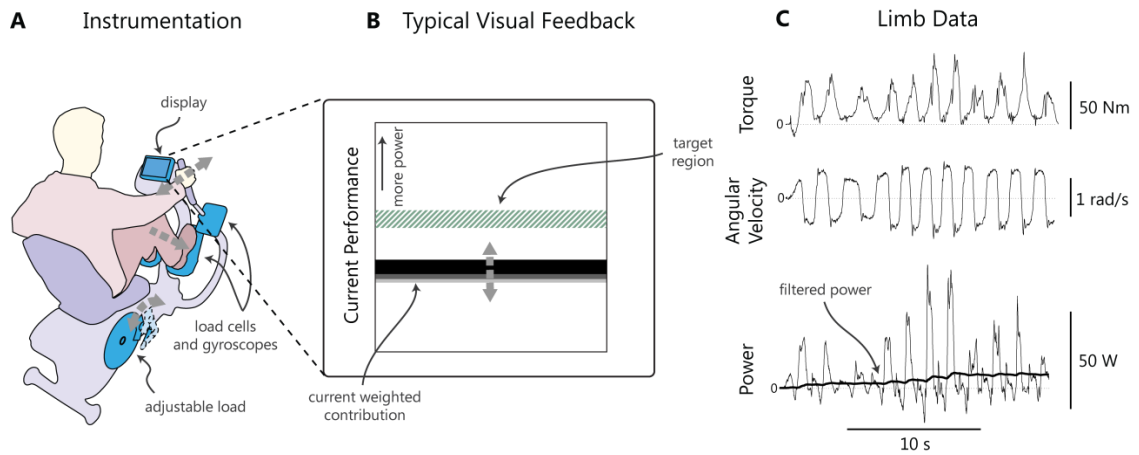 A Instrumentation
display
load cells
and gyroscopes
adjustable load
B Typical Visual Feedback
Current Performance
more power
target
region
current weighted
contribution
C Limb Data
Torque
0
50 Nm
Angular
Velocity
0
1 rad/s
filtered power
Power
0
50 W
10 s